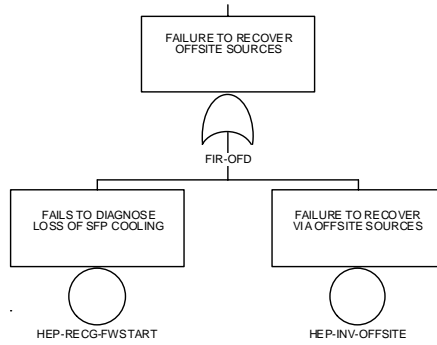 FAILURE TO RECOVER
OFFSITE SOURCES
FIR-OFD
FAILS TO DIAGNOSE
LOSS OF SFP COOLING
FAILURE TO RECOVER
VIA OFFSITE SOURCES
HEP-RECG-FWSTART
HEP-INV-OFFSITE